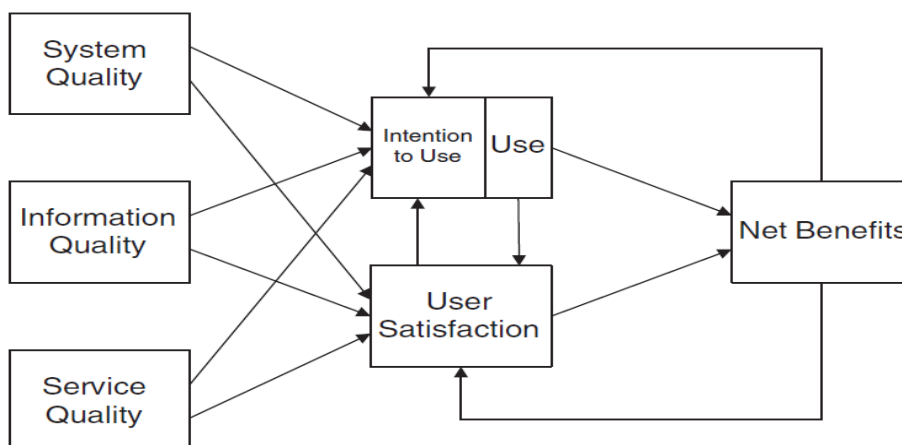 System
Quality
Intention
to Use
Use
Information
Quality
Net Benefits
User
Satisfaction
Service
Quality